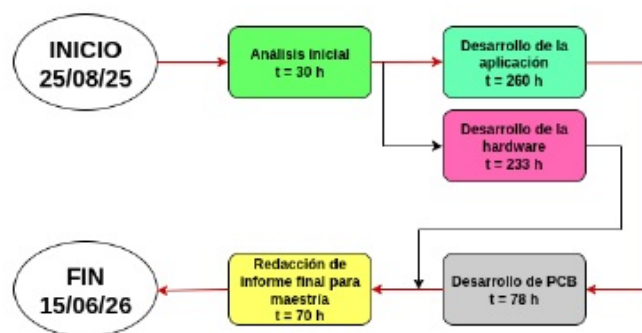 INICIO
25/08/25
Análisis inicial
t = 30 h
Desarrollo de la
aplicación
t = 260 h
Desarrollo de la
hardware
t = 233 h
FIN
15/06/26
Redacción de
informe final para
maestría
t = 70 h
Desarrollo de PCB
t = 78 h